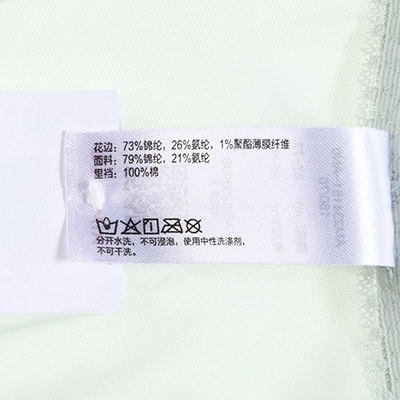 花边：73%锦纶，26%氨纶，1%聚酯薄膜纤维
面料：79%锦纶，21%氨纶
里裆：100%棉
分开水洗，不可浸泡，使用中性洗涤剂，
不可干洗。